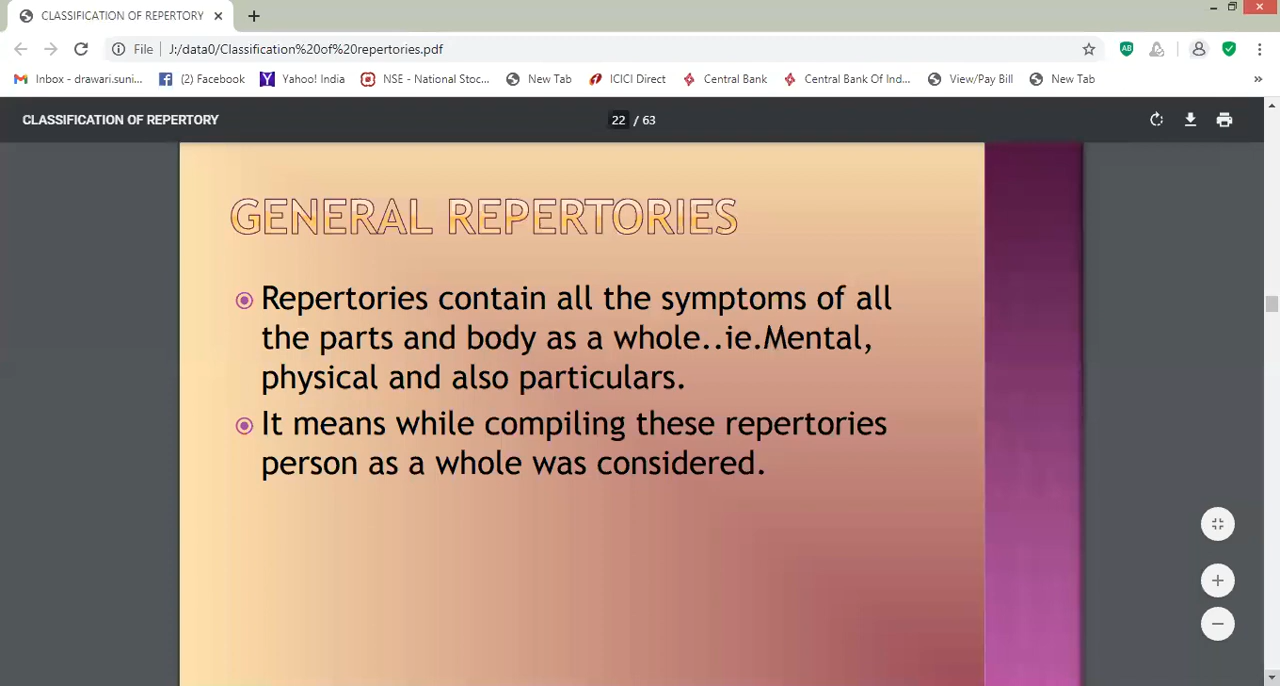 CLASSIFICATION OF REPERTORY
File J:/data0/Classification%20of%20repertories.pdf
Inbox - drawari.suni... (2) Facebook Yahoo! India NSE - National Stoc... New Tab ICICI Direct Central Bank Central Bank Of Ind... View/Pay Bill New Tab »
CLASSIFICATION OF REPERTORY 22 / 63
GENERAL REPERTORIES
Repertories contain all the symptoms of all
the parts and body as a whole..ie.Mental,
physical and also particulars.
It means while compiling these repertories
person as a whole was considered.